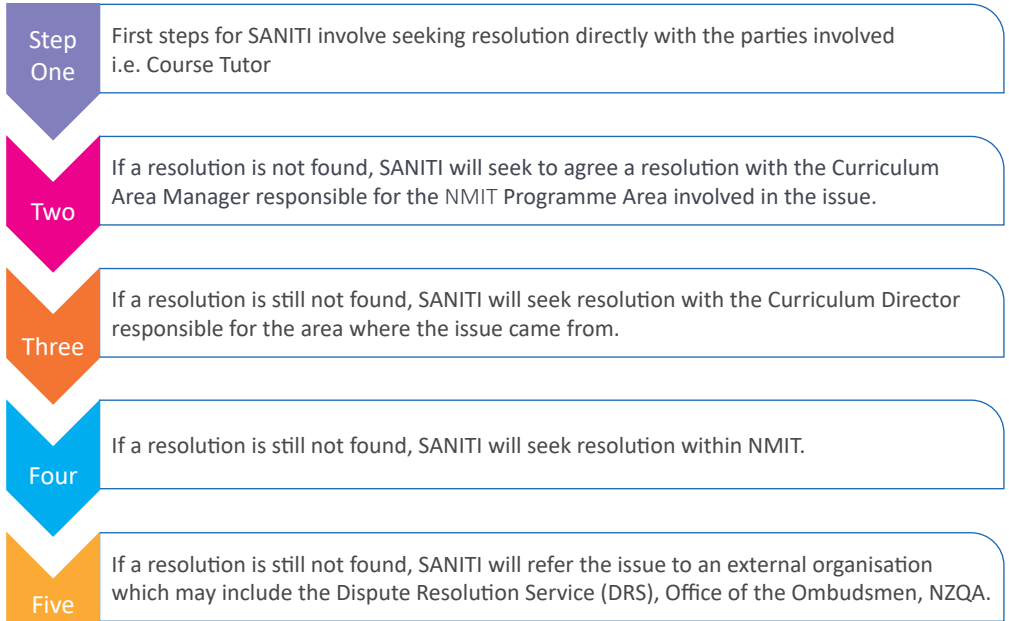 Step
One
First steps for SANITI involve seeking resolution directly with the parties involved
i.e. Course Tutor
Two
If a resolution is not found, SANITI will seek to agree a resolution with the Curriculum
Area Manager responsible for the NMIT Programme Area involved in the issue.
Three
If a resolution is still not found, SANITI will seek resolution with the Curriculum Director
responsible for the area where the issue came from.
Four
If a resolution is still not found, SANITI will seek resolution within NMIT.
Five
If a resolution is still not found, SANITI will refer the issue to an external organisation
which may include the Dispute Resolution Service (DRS), Office of the Ombudsmen, NZQA.